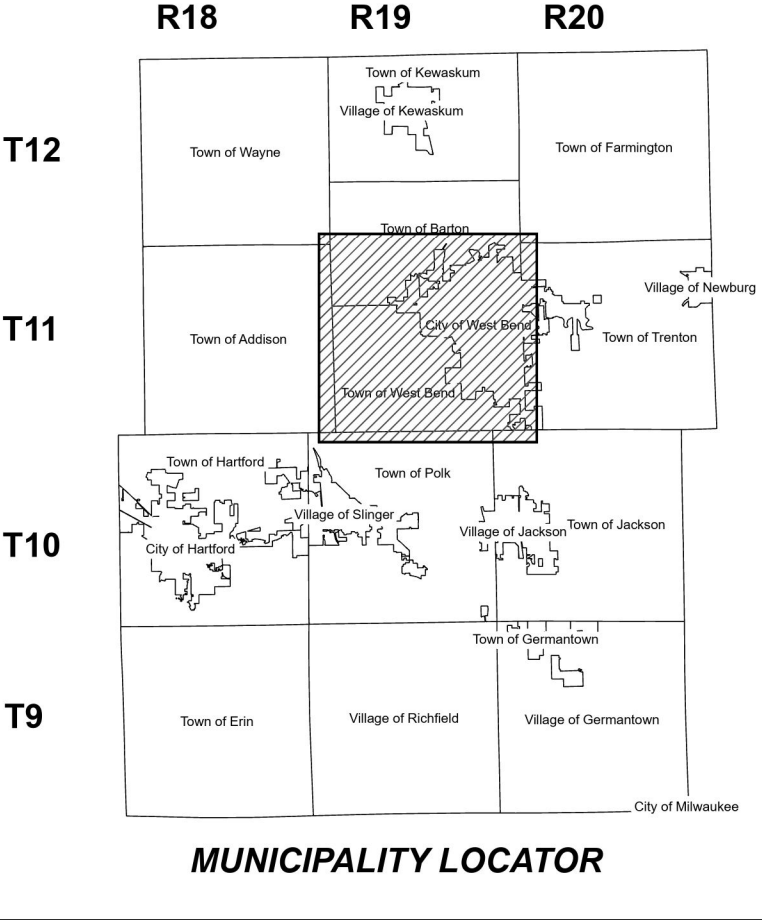 R18 R19 R20
Town of Kewaskum
Village of Kewaskum
T12
Town of Wayne
Town of Farmington
Town of Barton
Village of Newburg
T11
City of West Bend
Town of Addison
Town of Trenton
Town of West Bend
Town of Hartford
Town of Polk
Village of Slinger
Town of Jackson
Village of Jackson
T10
City of Hartford
Town of Germantown
T9
Town of Erin
Village of Richfield
Village of Germantown
City of Milwaukee
MUNICIPALITY LOCATOR